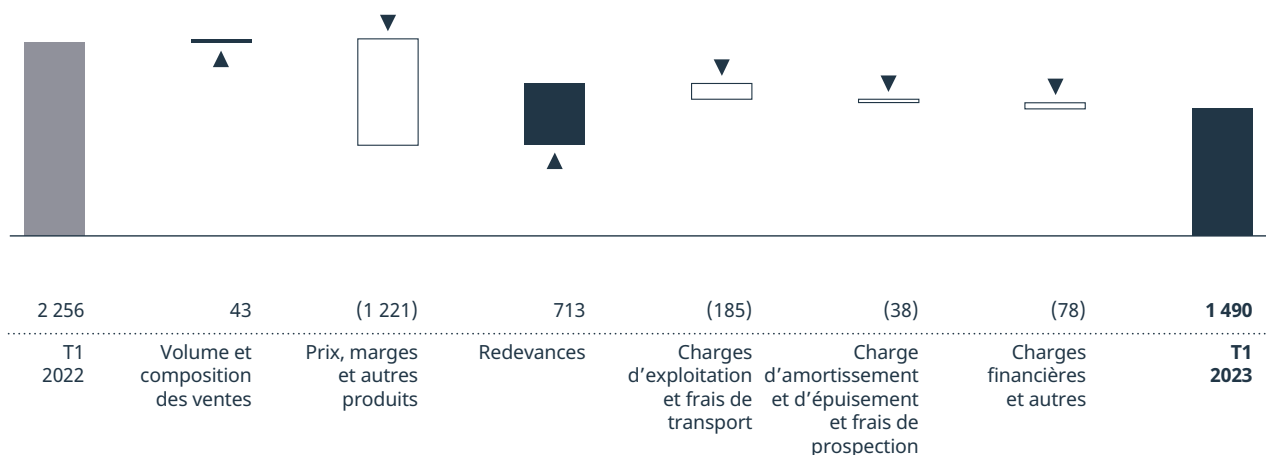 2 256 43 (1 221) 713 (185) (38) (78) 1 490
T1
2022
Volume et
composition
des ventes
Prix, marges
et autres
produits
Redevances
Charges
d’exploitation
et frais de
transport
Charge
d’amortissement
et d’épuisement
et frais de
prospection
Charges
financières
et autres
T1
2023